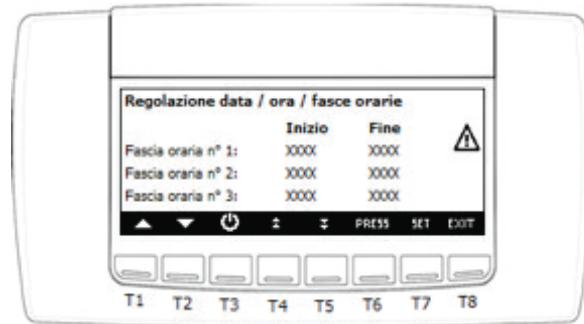 Regolazione data / ora / fasce orarie
Inizio Fine
Fascia oraria n° 1: XXXX XXXX
Fascia oraria n° 2: XXXX XXXX
Fascia oraria n° 3: XXXX XXXX
PRESS SET EXIT
T1 T2 T3 T4 T5 T6 T7 T8